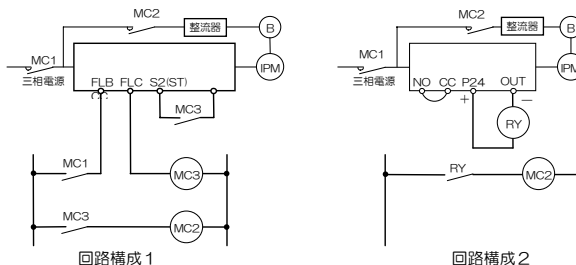 MC2
整流器
B
MC1
三相電源
FLB FLC S2(ST)
CC
IPM
MC3
MC1
MC3
MC3
MC2
回路構成1
MC2
整流器
B
MC1
三相電源
NO CC P24 OUT
IPM
+
−
RY
RY
MC2
回路構成2